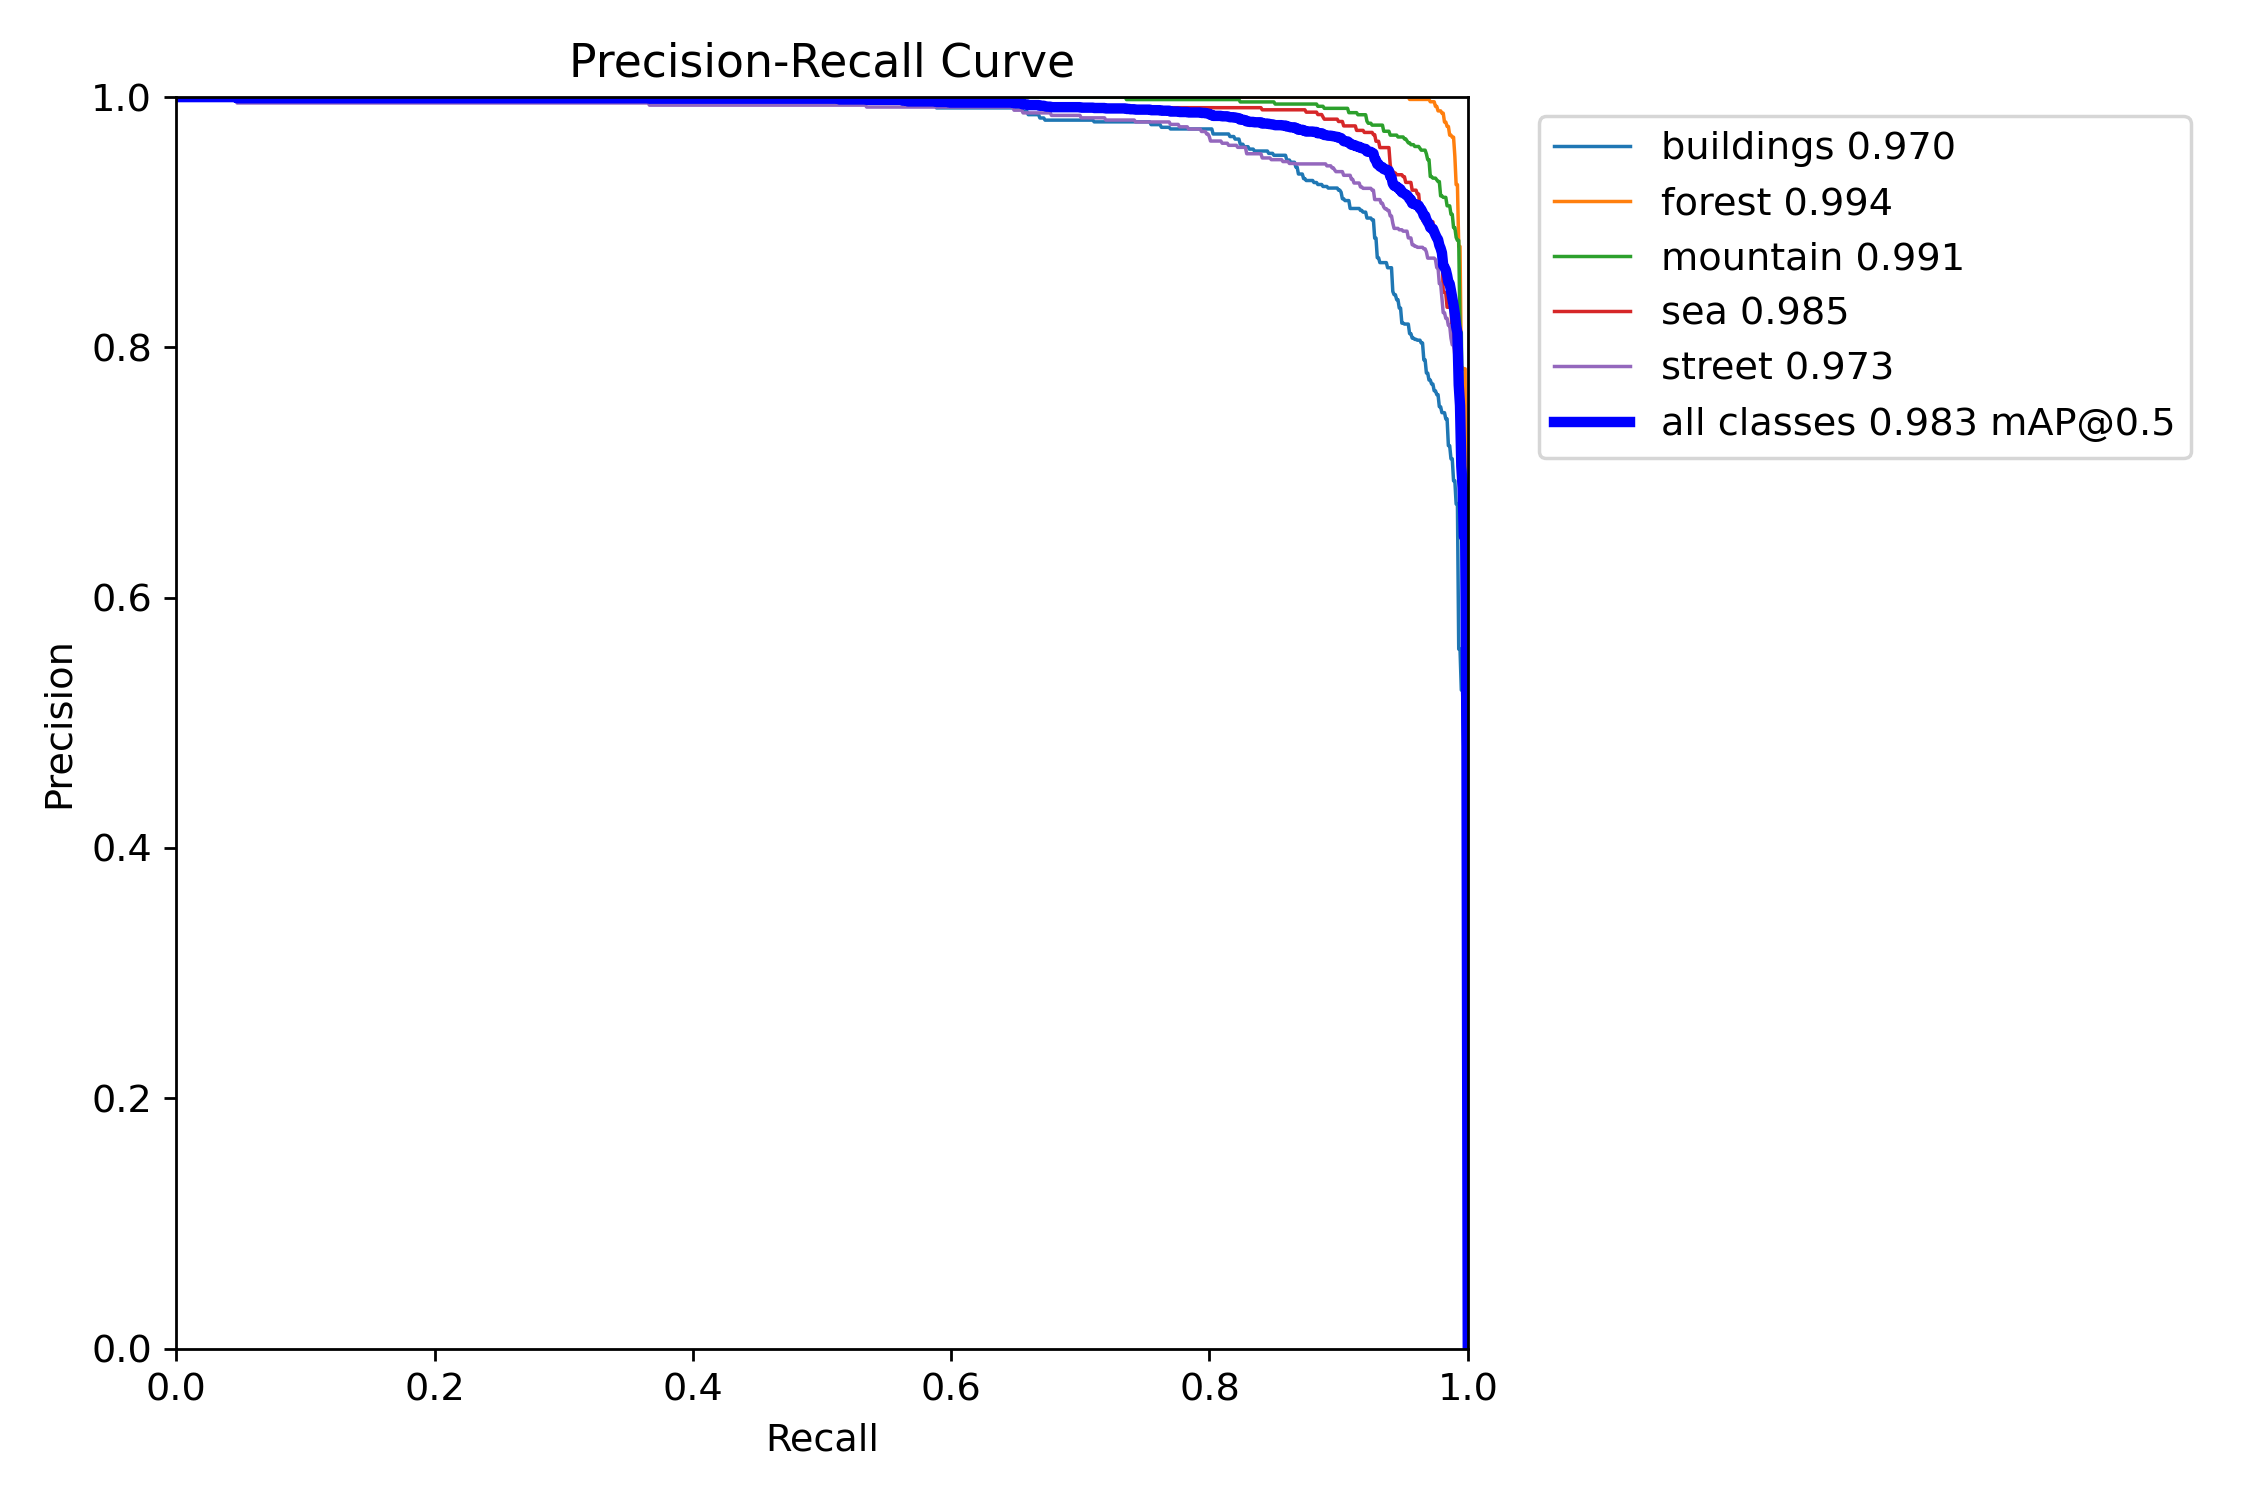 Precision-Recall Curve
1.0
0.8
0.6
0.4
0.2
0.0
Precision
0.0 0.2 0.4 0.6 0.8 1.0
Recall
buildings 0.970
forest 0.994
mountain 0.991
sea 0.985
street 0.973
all classes 0.983 mAP@0.5